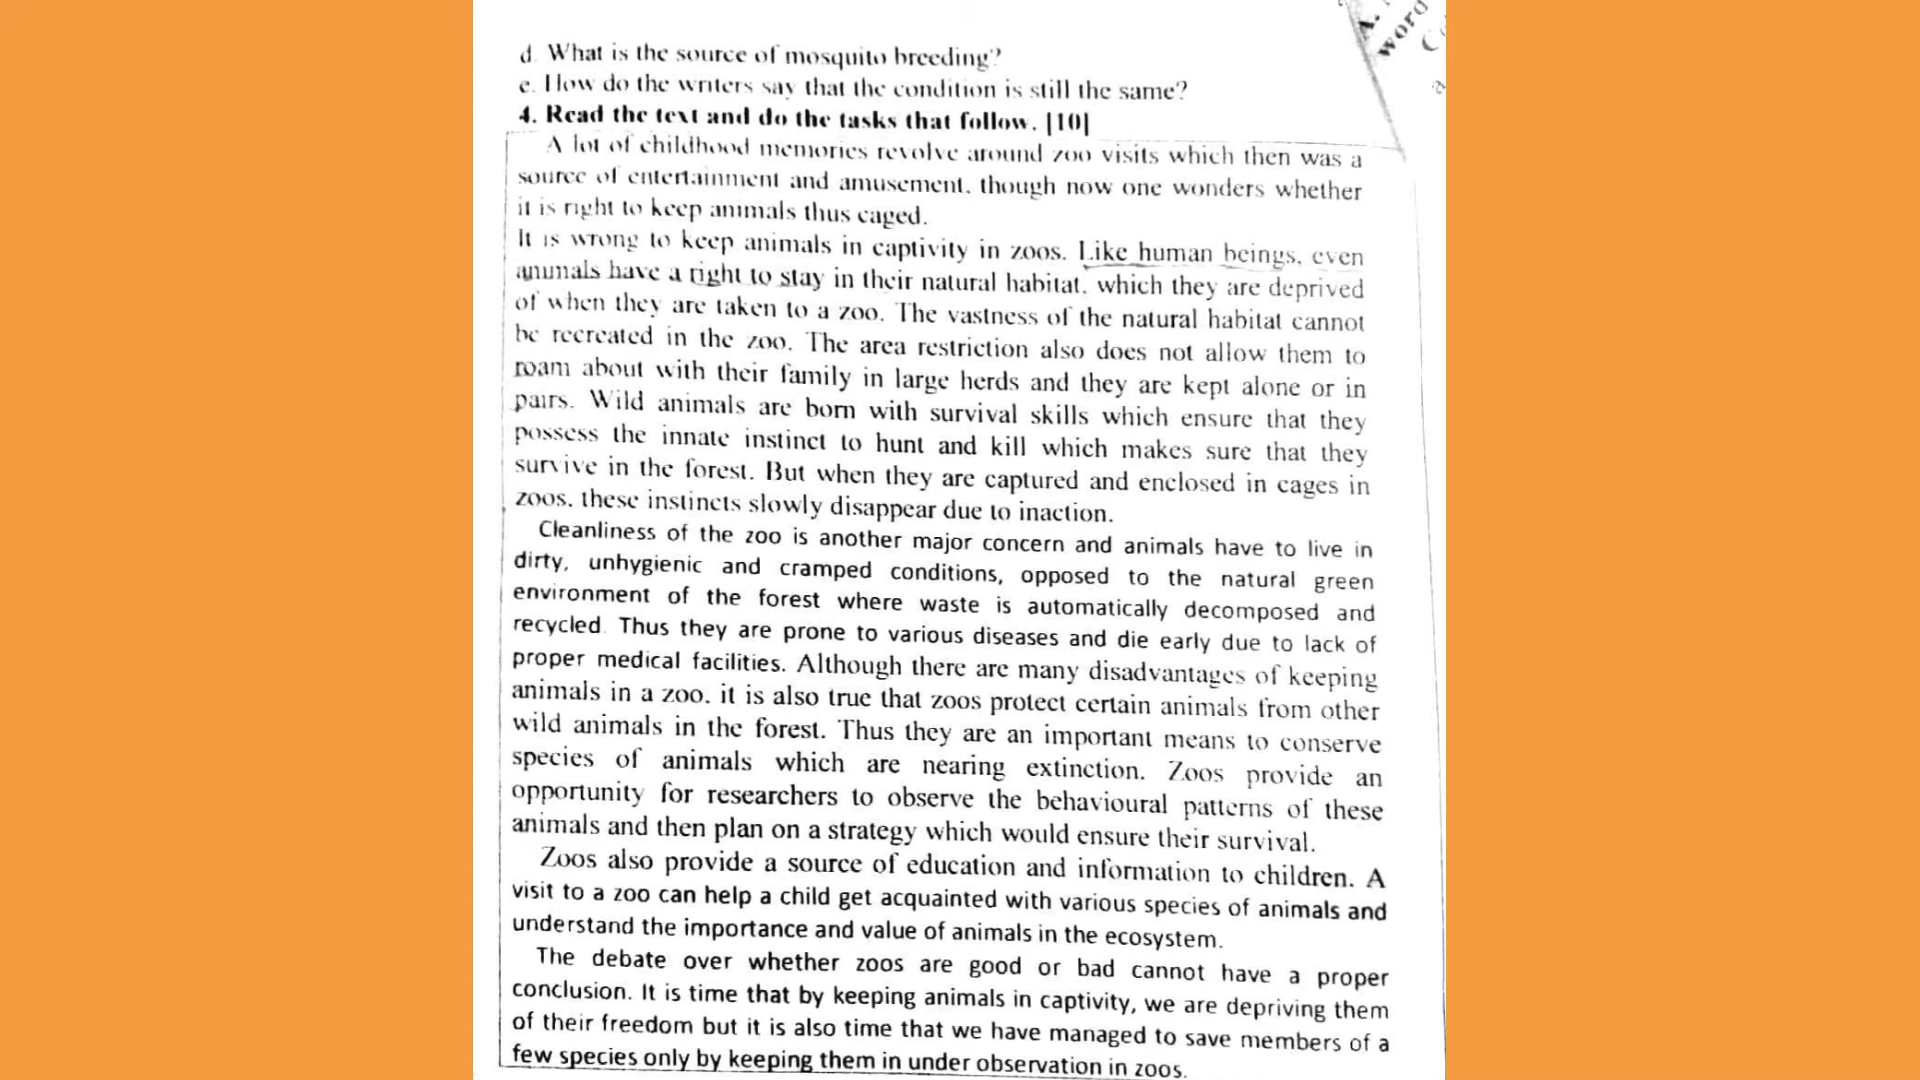 d. What is the source of mosquito breeding?
e. How do the writers say that the condition is still the same?
4. Read the text and do the tasks that follow. [10]
A lot of childhood memories revolve around zoo visits which then was a
source of entertainment and amusement, though now one wonders whether
it is right to keep animals thus caged.
It is wrong to keep animals in captivity in zoos. Like human beings, even
animals have a right to stay in their natural habitat, which they are deprived
of when they are taken to a zoo. The vastness of the natural habitat cannot
be recreated in the zoo. The area restriction also does not allow them to
roam about with their family in large herds and they are kept alone or in
pairs. Wild animals are born with survival skills which ensure that they
possess the innate instinct to hunt and kill which makes sure that they
survive in the forest. But when they are captured and enclosed in cages in
zoos, these instincts slowly disappear due to inaction.
Cleanliness of the zoo is another major concern and animals have to live in
dirty, unhygienic and cramped conditions, opposed to the natural green
environment of the forest where waste is automatically decomposed and
recycled. Thus they are prone to various diseases and die early due to lack of
proper medical facilities. Although there are many disadvantages of keeping
animals in a zoo, it is also true that zoos protect certain animals from other
wild animals in the forest. Thus they are an important means to conserve
species of animals which are nearing extinction. Zoos provide an
opportunity for researchers to observe the behavioural patterns of these
animals and then plan on a strategy which would ensure their survival.
Zoos also provide a source of education and information to children. A
visit to a zoo can help a child get acquainted with various species of animals and
understand the importance and value of animals in the ecosystem.
The debate over whether zoos are good or bad cannot have a proper
conclusion. It is time that by keeping animals in captivity, we are depriving them
of their freedom but it is also time that we have managed to save members of a
few species only by keeping them in under observation in zoos.
A.
word